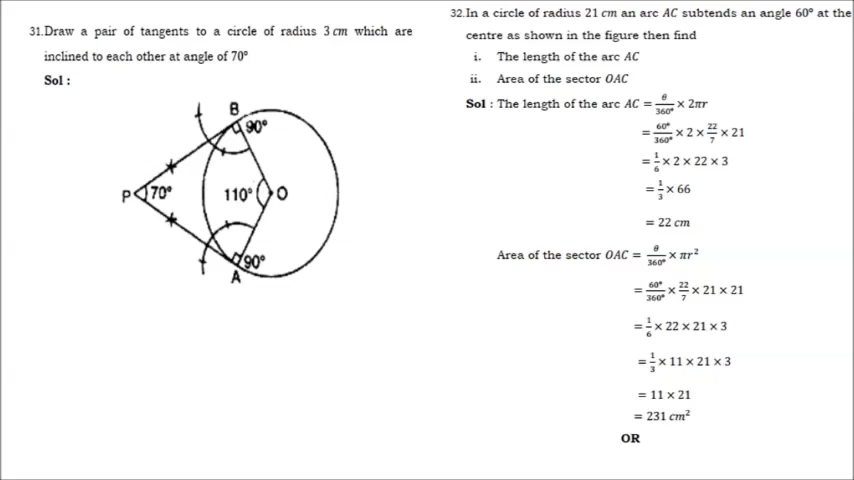 31.Draw a pair of tangents to a circle of radius 3 cm which are
inclined to each other at angle of 70°
Sol :
B
90°
P
70°
110°
O
90°
A
32.In a circle of radius 21 cm an arc AC subtends an angle 60° at the
centre as shown in the figure then find
i. The length of the arc AC
ii. Area of the sector OAC
Sol : The length of the arc AC = θ/360° × 2πr
= 60°/360° × 2 × 22/7 × 21
= 1/6 × 2 × 22 × 3
= 1/3 × 66
= 22 cm
Area of the sector OAC = θ/360° × πr²
= 60°/360° × 22/7 × 21 × 21
= 1/6 × 22 × 21 × 3
= 1/3 × 11 × 21 × 3
= 11 × 21
= 231 cm²
OR